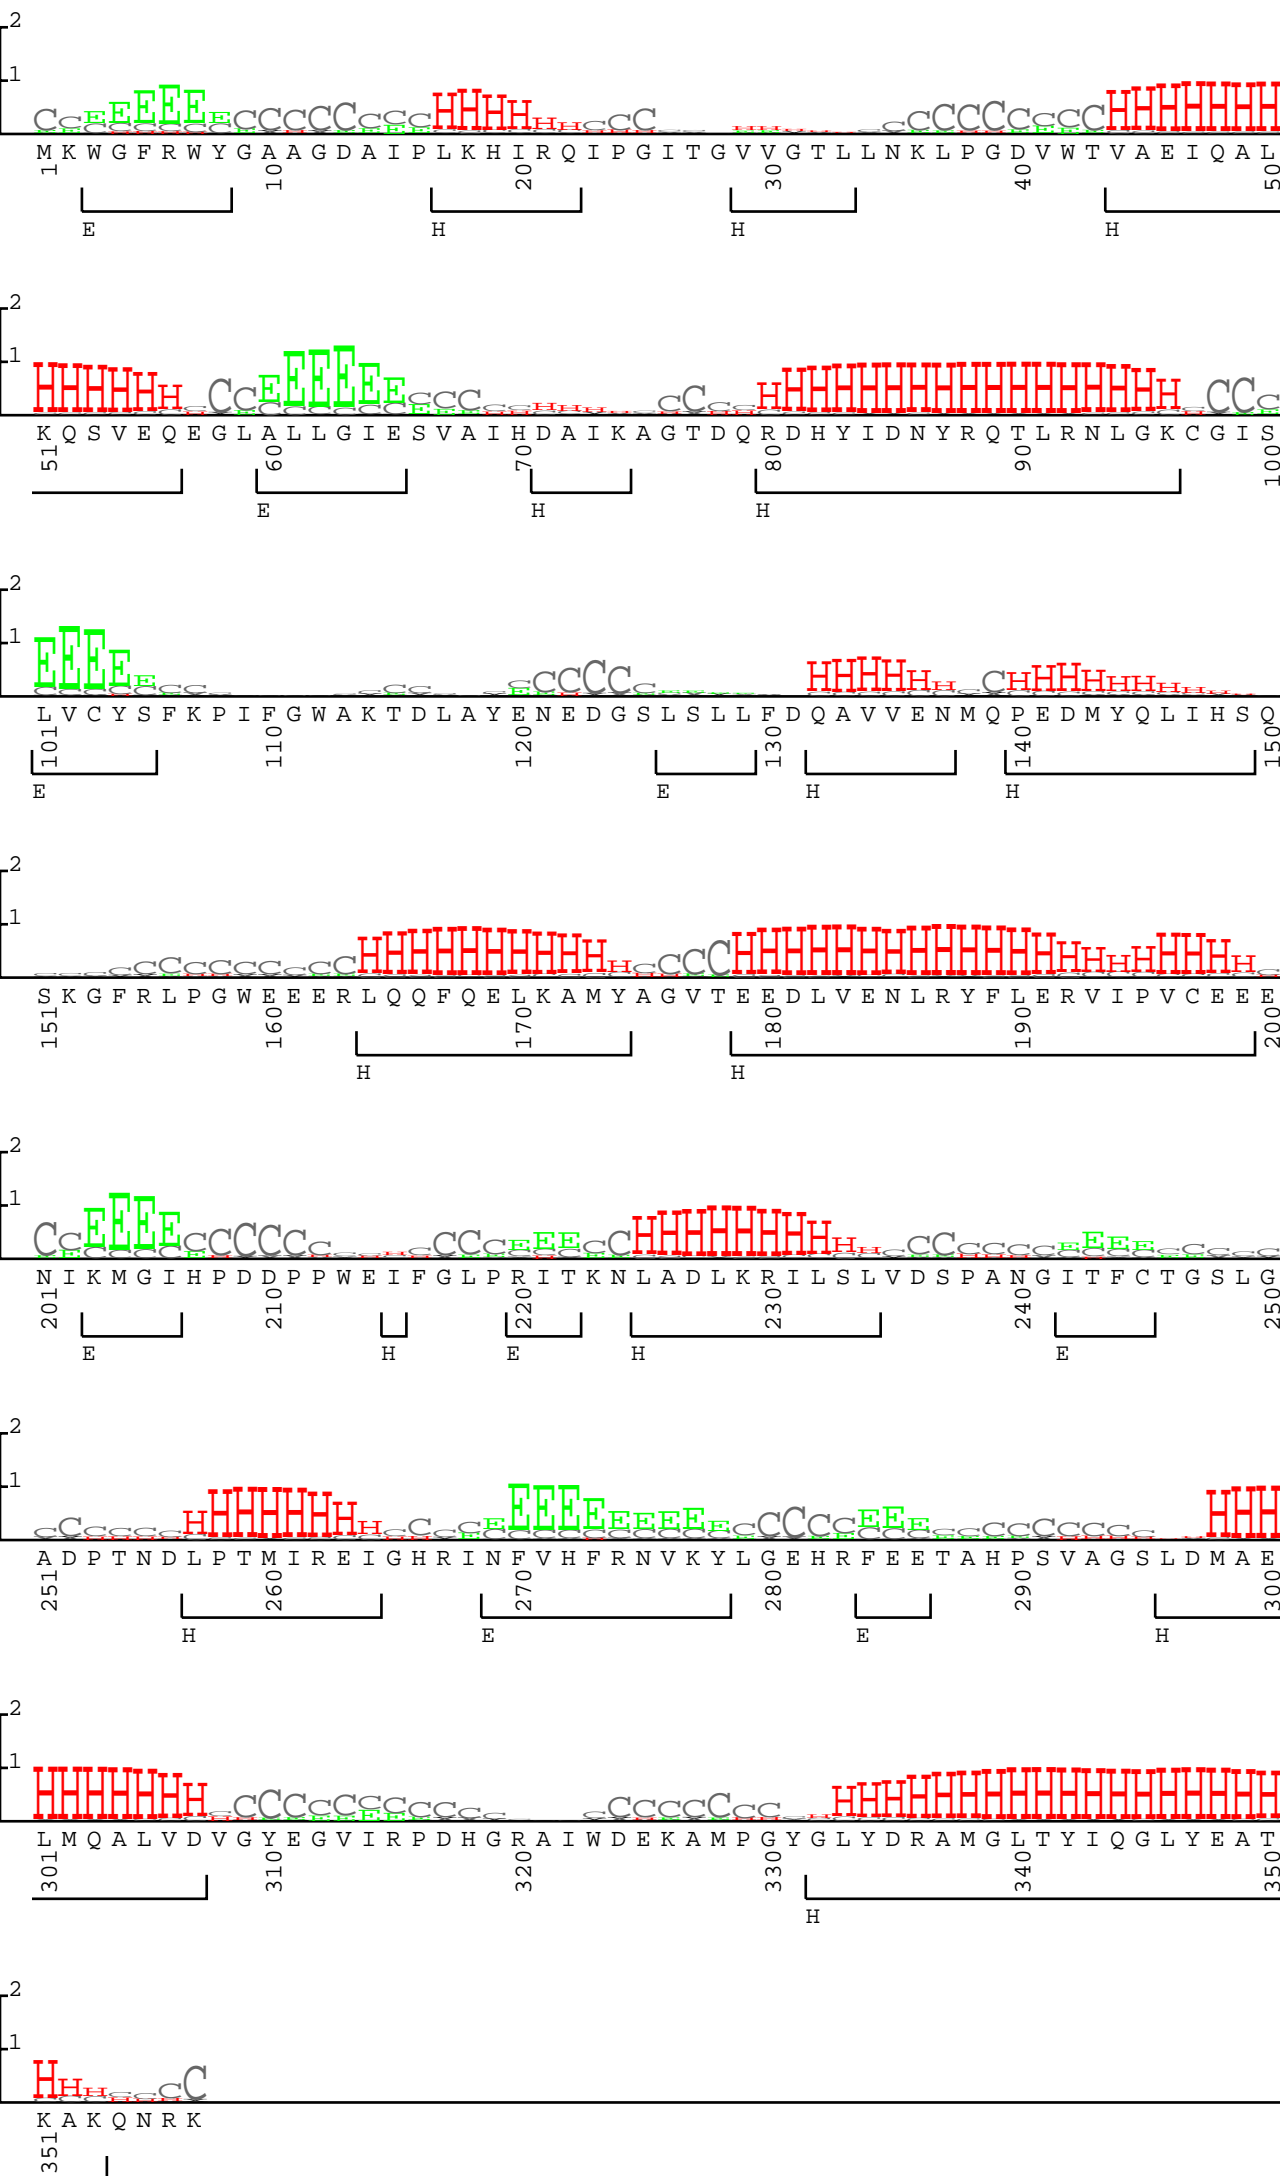 2
1
C C E E E E E E C C C C C C C C H H H H H H C C C H H C C C C C C C C C H H H H H H H
M K W G F R W Y G A A G D A I P L K H I R Q I P G I T G V V G T L L N K L P G D V W T V A E I Q A L
1 10 20 30 40 50
E H H H
2
1
H H H H H H C C C E E E E E E C C C C C H H H C C C C H H H H H H H H H H H H H H H H H C C C
K Q S V E Q E G L A L L G I E S V A I H D A I K A G T D Q R D H Y I D N Y R Q T L R N L G K C G I S
51 60 70 80 90 100
E H H
2
1
E E E E E C C C C C C C C C C C H H H H H H C C H H H H H H H H H
L V C Y S F K P I F G W A K T D L A Y E N E D G S L S L L F D Q A V V E N M Q P E D M Y Q L I H S Q
101 110 120 130 140 150
E E H H
2
1
C C C C C C C C C C C C C H H H H H H H H H H H C C C C H H H H H H H H H H H H H H H H H H H H H C
S K G F R L P G W E E E R L Q Q F Q E L K A M Y A G V T E E D L V E N L R Y F L E R V I P V C E E E
151 160 170 180 190 200
H H
2
1
C C E E E E C C C C C C C C H C C C C E E E C C H H H H H H H H H H C C C C C C C E E E E C C C C C
N I K M G I H P D D P P W E I F G L P R I T K N L A D L K R I L S L V D S P A N G I T F C T G S L G
201 210 220 230 240 250
E H E H E
2
1
C C C C C C H H H H H H H H C C C C E E E E E E E E E E C C C C C E E E C C C C C C C C C H H H
A D P T N D L P T M I R E I G H R I N F V H F R N V K Y L G E H R F E E T A H P S V A G S L D M A E
251 260 270 280 290 300
H E E H
2
1
H H H H H H H C C C C C C C C C C C C C C C C C C C C H H H H H H H H H H H H H H H H H H H
L M Q A L V D V G Y E G V I R P D H G R A I W D E K A M P G Y G L Y D R A M G L T Y I Q G L Y E A T
301 310 320 330 340 350
H
2
1
H H H C C C C
K A K Q N R K
351